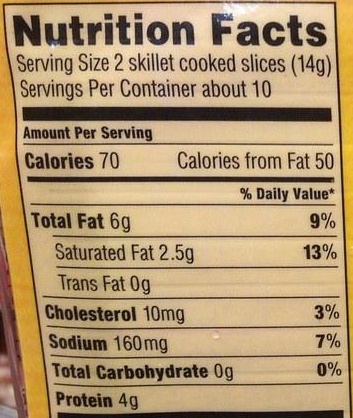 Nutrition Facts
Serving Size 2 skillet cooked slices (14g)
Servings Per Container about 10
Amount Per Serving
Calories 70 Calories from Fat 50
% Daily Value*
Total Fat 6g 9%
Saturated Fat 2.5g 13%
Trans Fat 0g
Cholesterol 10mg 3%
Sodium 160mg 7%
Total Carbohydrate 0g 0%
Protein 4g